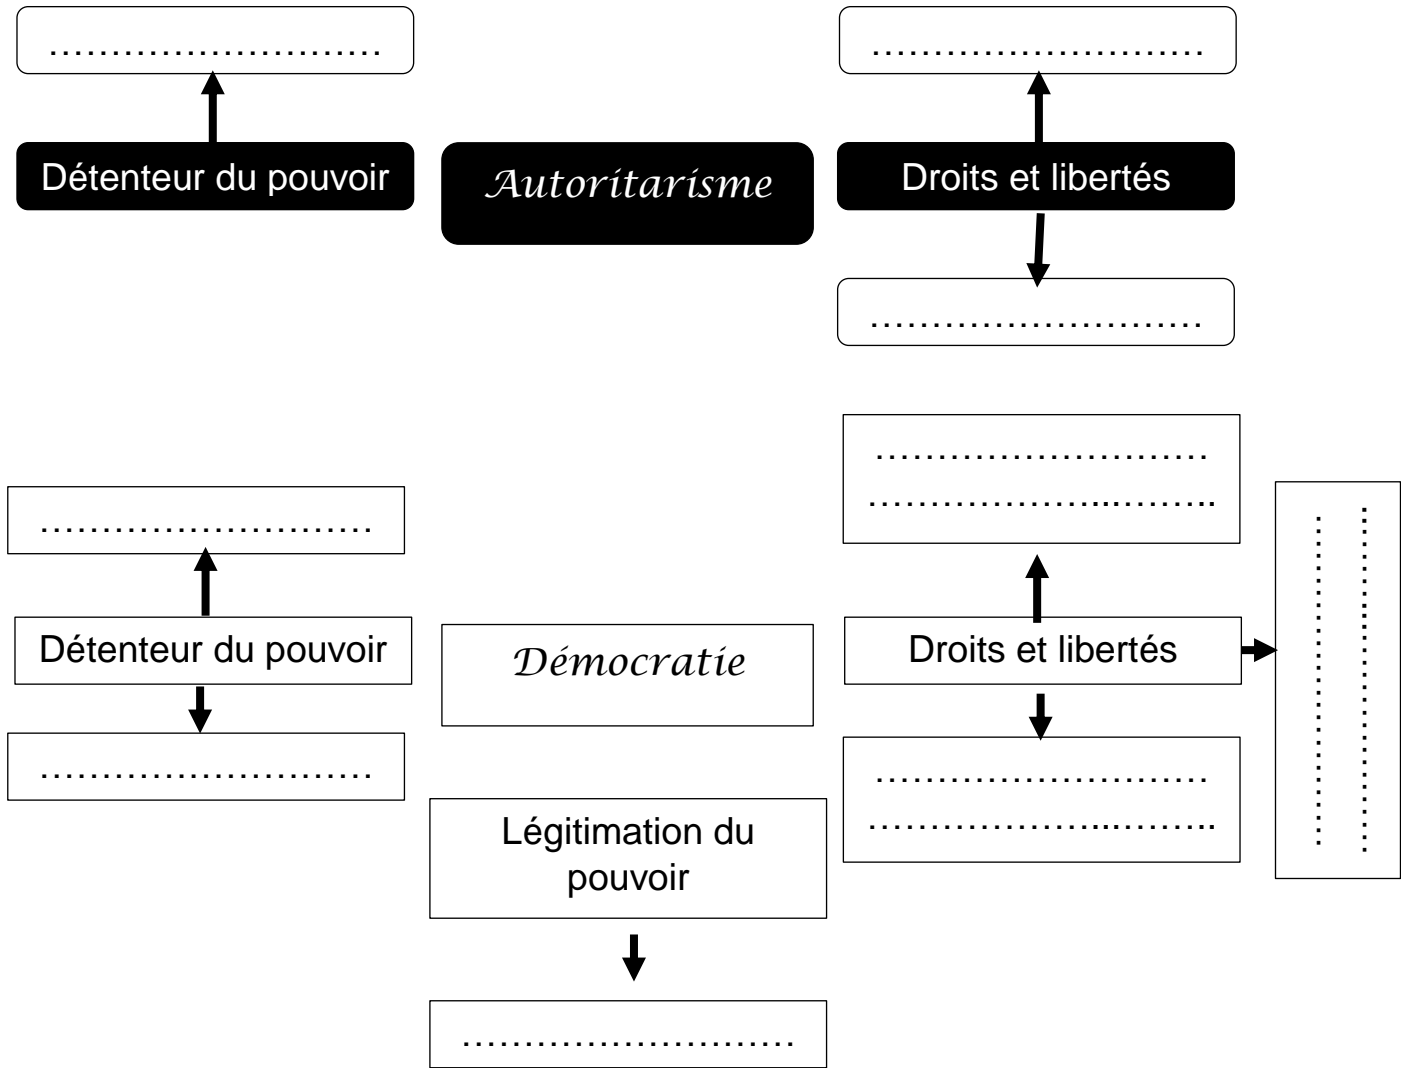 ……………………… ………………………
Détenteur du pouvoir Autoritarisme Droits et libertés
………………………
………………………
………………...………..
………………………
Détenteur du pouvoir Démocratie Droits et libertés
………………………
………………………
………………...………..
Légitimation du
pouvoir
………………………
………………………
………………...………..